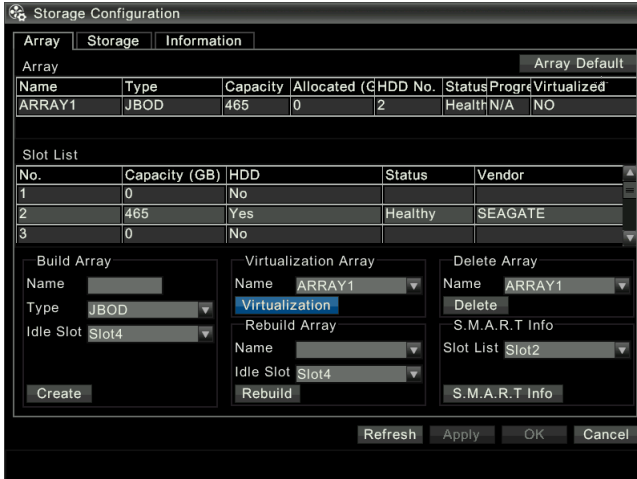 Storage Configuration
Array Storage Information
Array Array Default
Name Type Capacity Allocated (G HDD No. Status Progre Virtualized
ARRAY1 JBOD 465 0 2 Health N/A NO
Slot List
No. Capacity (GB) HDD Status Vendor
1 0 No
2 465 Yes Healthy SEAGATE
3 0 No
Build Array
Name
Type JBOD
Idle Slot Slot4
Create
Virtualization Array
Name ARRAY1
Virtualization
Rebuild Array
Name
Idle Slot Slot4
Rebuild
Delete Array
Name ARRAY1
Delete
S.M.A.R.T Info
Slot List Slot2
S.M.A.R.T Info
Refresh Apply OK Cancel